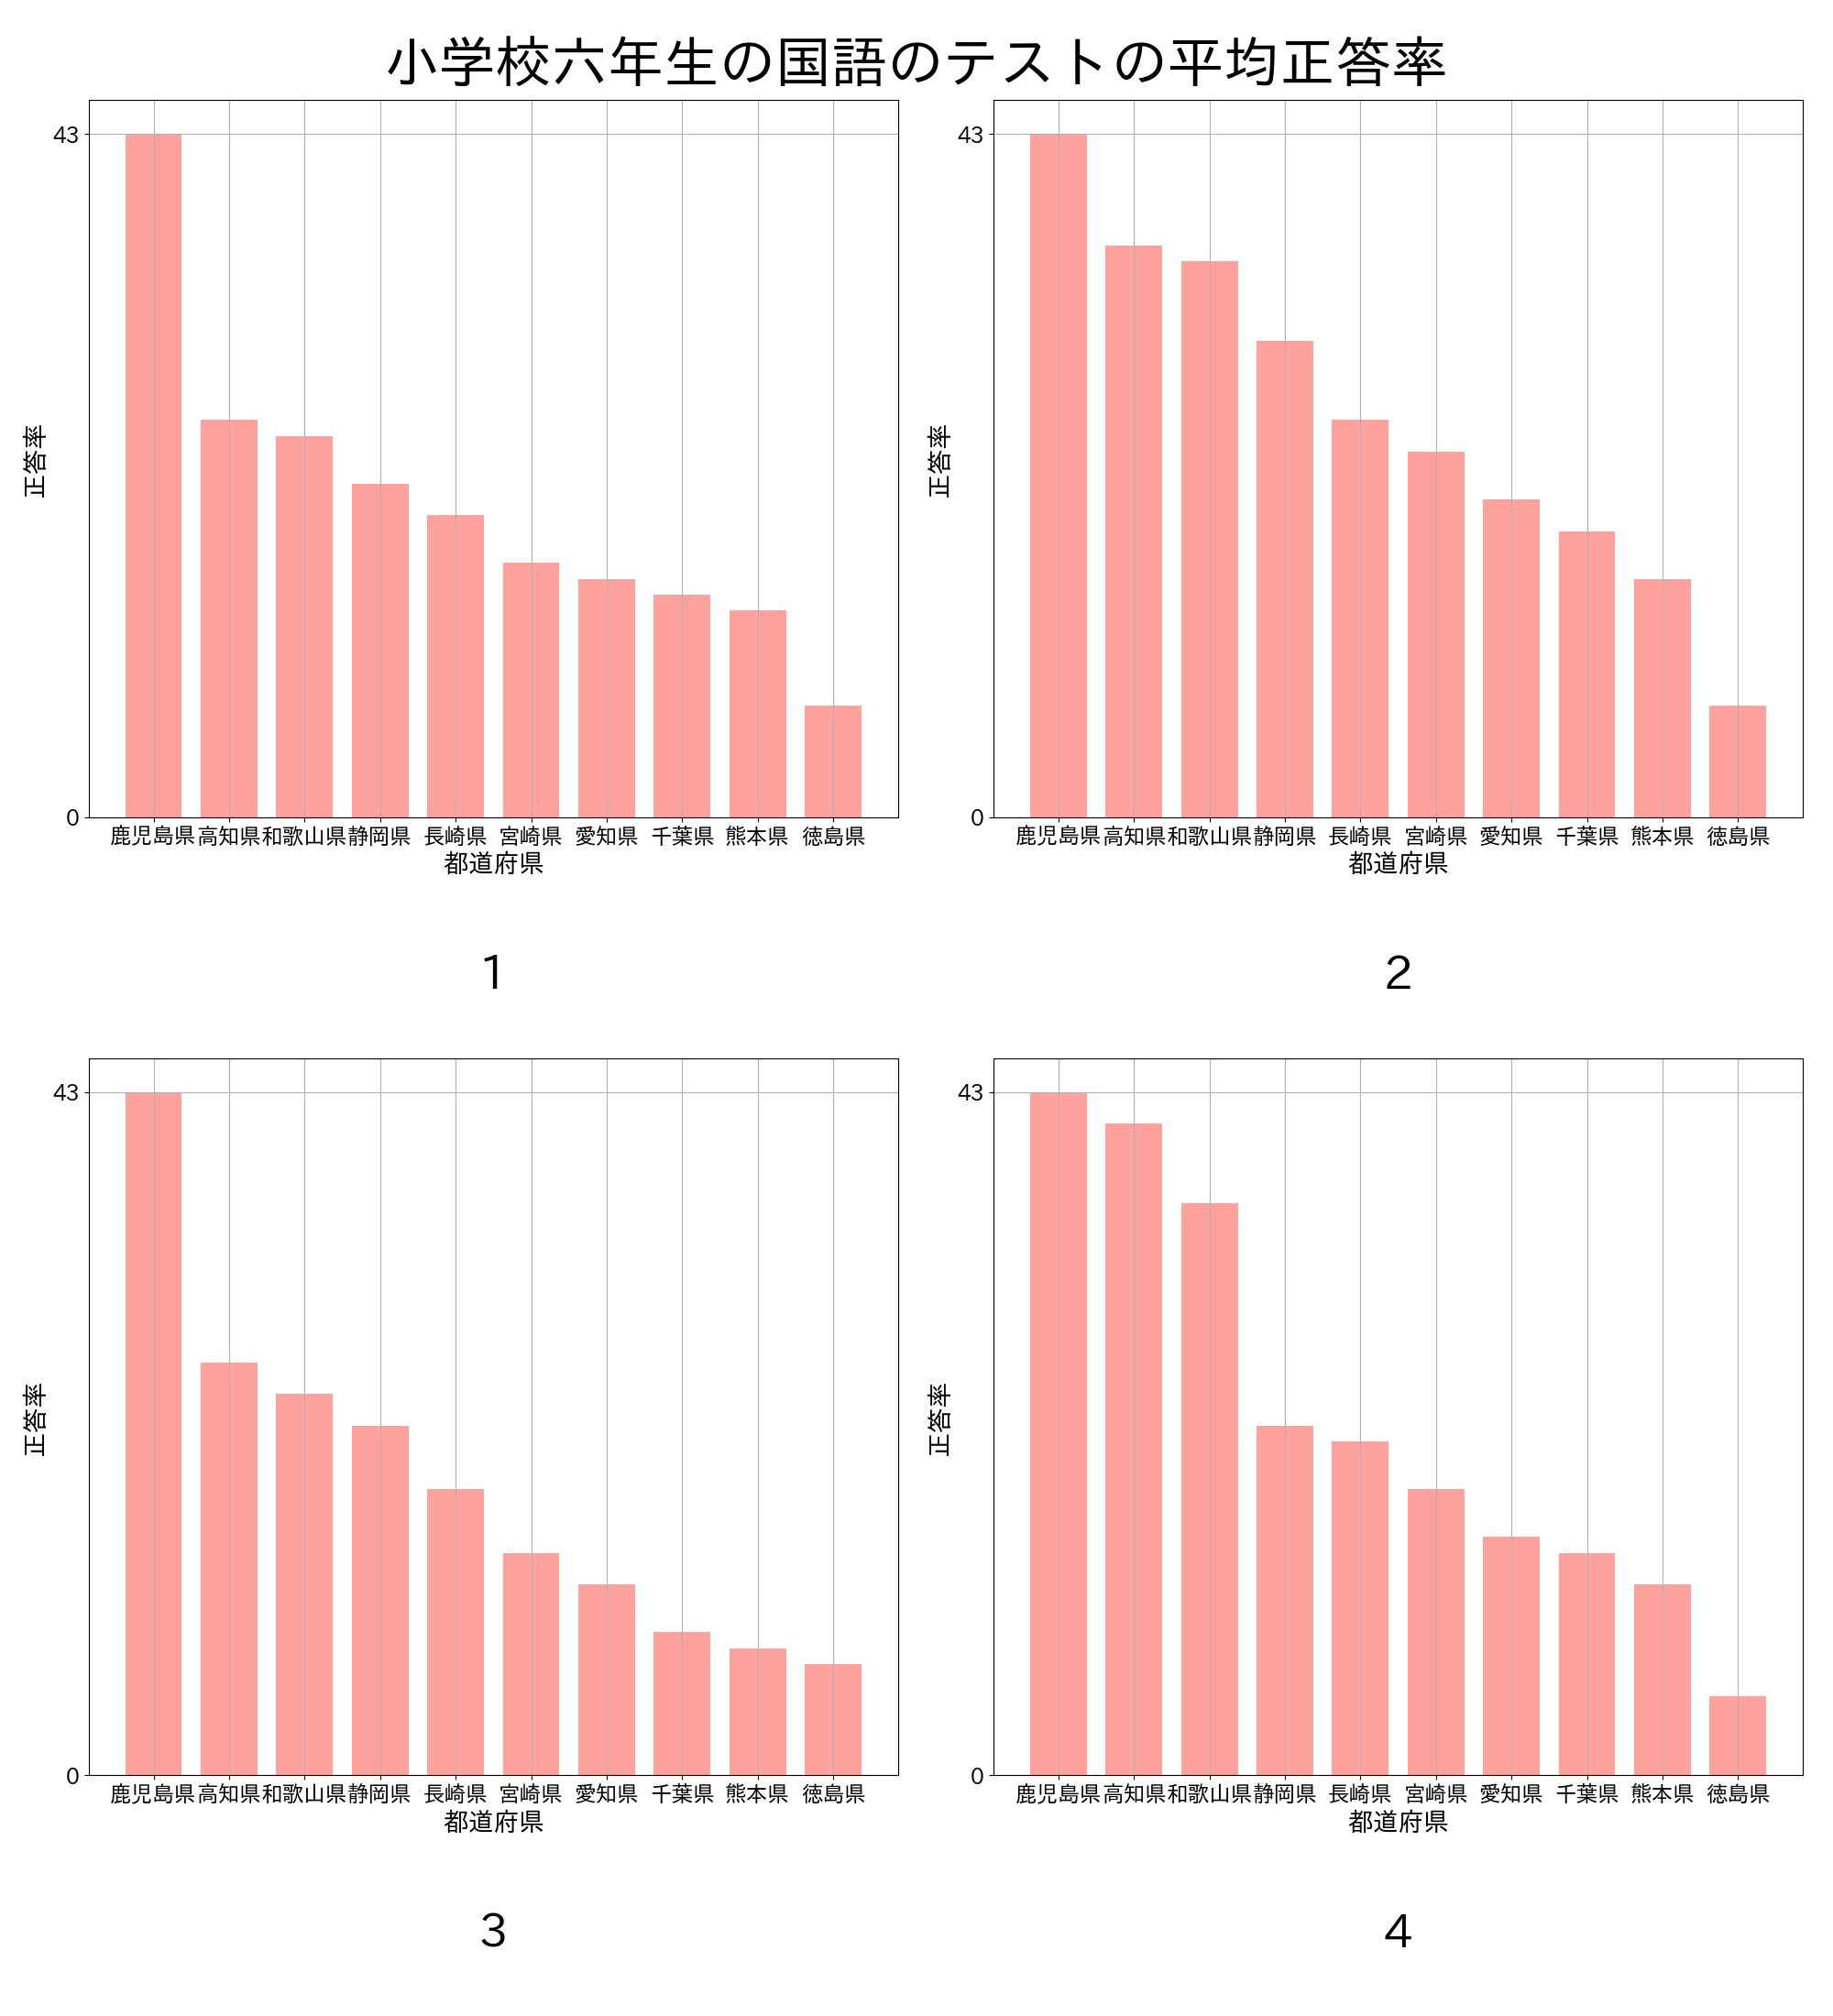 小学校六年生の国語のテストの平均正答率
43
正答率
0
鹿児島県 高知県 和歌山県 静岡県 長崎県 宮崎県 愛知県 千葉県 熊本県 徳島県
都道府県
1
43
正答率
0
鹿児島県 高知県 和歌山県 静岡県 長崎県 宮崎県 愛知県 千葉県 熊本県 徳島県
都道府県
2
43
正答率
0
鹿児島県 高知県 和歌山県 静岡県 長崎県 宮崎県 愛知県 千葉県 熊本県 徳島県
都道府県
3
43
正答率
0
鹿児島県 高知県 和歌山県 静岡県 長崎県 宮崎県 愛知県 千葉県 熊本県 徳島県
都道府県
4